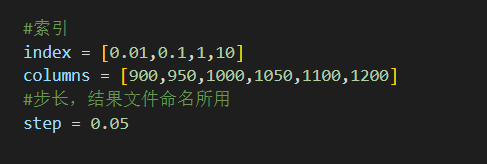 #索引
index = [0.01,0.1,1,10]
columns = [900,950,1000,1050,1100,1200]
#步长，结果文件命名所用
step = 0.05